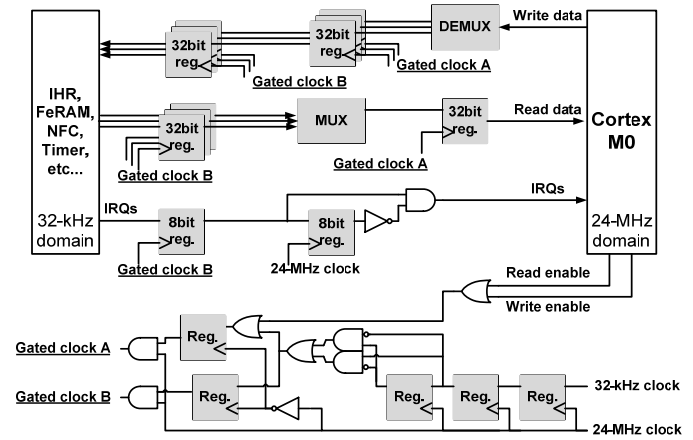 DEMUX
Write data
32bit
reg.
32bit
reg.
Gated clock A
Gated clock B
IHR,
FeRAM,
NFC,
Timer,
etc...
32-kHz
domain
Cortex
M0
24-MHz
domain
32bit
reg.
MUX
32bit
reg.
Read data
Gated clock A
Gated clock B
IRQs
8bit
reg.
8bit
reg.
IRQs
Gated clock B
24-MHz clock
Read enable
Write enable
Reg.
Gated clock A
Gated clock B
Reg.
Reg.
Reg.
Reg.
32-kHz clock
24-MHz clock